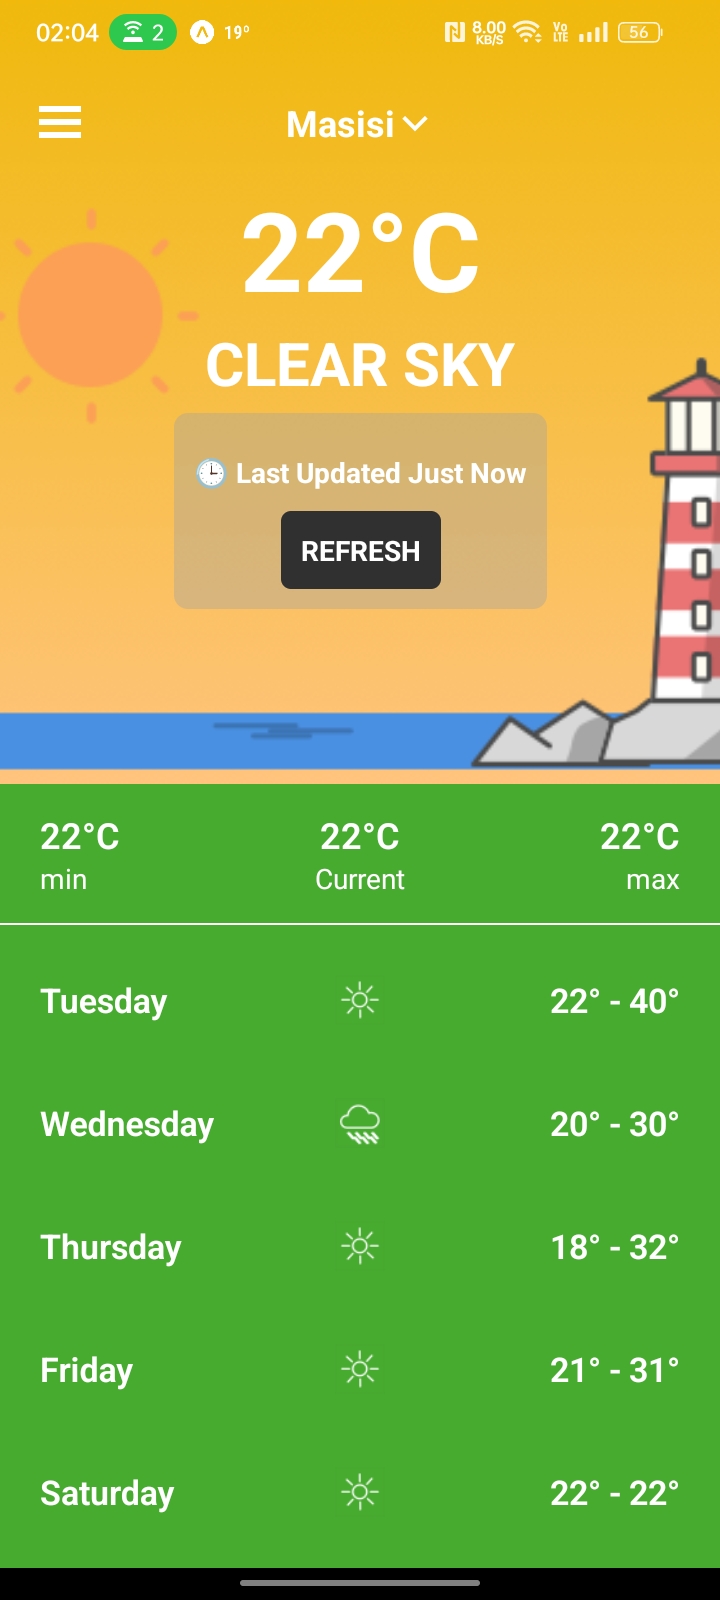 02:04 2 19° 8.00 KB/S Vo LTE 56
Masisi
22°C
CLEAR SKY
Last Updated Just Now
REFRESH
22°C 22°C 22°C
min Current max
Tuesday 22° - 40°
Wednesday 20° - 30°
Thursday 18° - 32°
Friday 21° - 31°
Saturday 22° - 22°